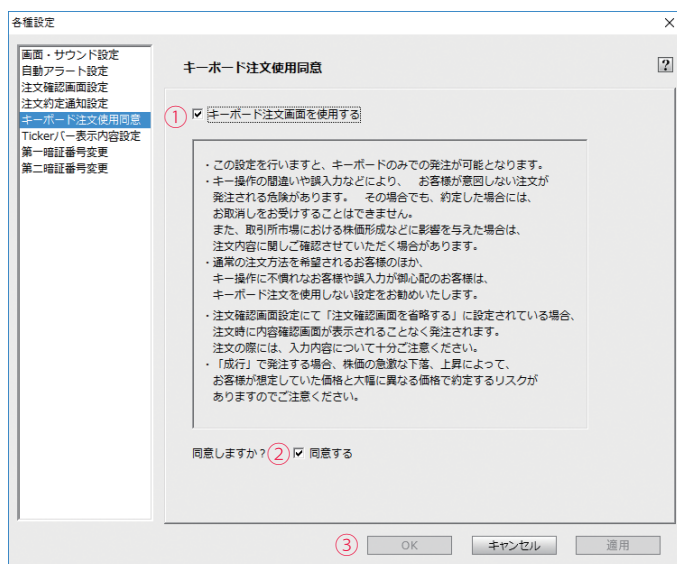 各種設定
画面・サウンド設定
自動アラート設定
注文確認画面設定
注文約定通知設定
キーボード注文使用同意
Tickerバー表示内容設定
第一暗証番号変更
第二暗証番号変更
キーボード注文使用同意
?
① キーボード注文画面を使用する
・この設定を行いますと、キーボードのみでの発注が可能となります。
・キー操作の間違いや誤入力などにより、 お客様が意図しない注文が
発注される危険があります。 その場合でも、約定した場合には、
お取消しをお受けすることはできません。
また、取引所市場における株価形成などに影響を与えた場合は、
注文内容に関しご確認させていただく場合があります。
・通常の注文方法を希望されるお客様のほか、
キー操作に不慣れなお客様や誤入力が御心配のお客様は、
キーボード注文を使用しない設定をお勧めいたします。
・注文確認画面設定にて「注文確認画面を省略する」に設定されている場合、
注文時に内容確認画面が表示されることなく発注されます。
注文の際には、入力内容について十分ご注意ください。
・「成行」で発注する場合、株価の急激な下落、上昇によって、
お客様が想定していた価格と大幅に異なる価格で約定するリスクが
ありますのでご注意ください。
同意しますか？② 同意する
③ OK キャンセル 適用